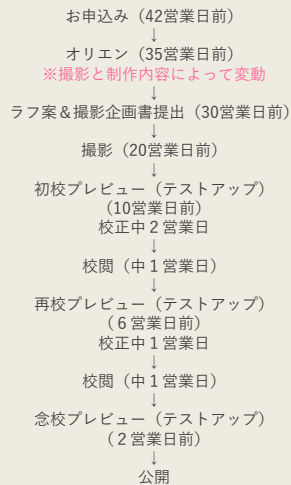 お申込み（42営業日前）
↓
オリエン（35営業日前）
※撮影と制作内容によって変動
↓
ラフ案＆撮影企画書提出（30営業日前）
↓
撮影（20営業日前）
↓
初校プレビュー（テストアップ）
（10営業日前）
校正中２営業日
↓
校閲（中１営業日）
↓
再校プレビュー（テストアップ）
（６営業日前）
校正中１営業日
↓
校閲（中１営業日）
↓
念校プレビュー（テストアップ）
（２営業日前）
↓
公開